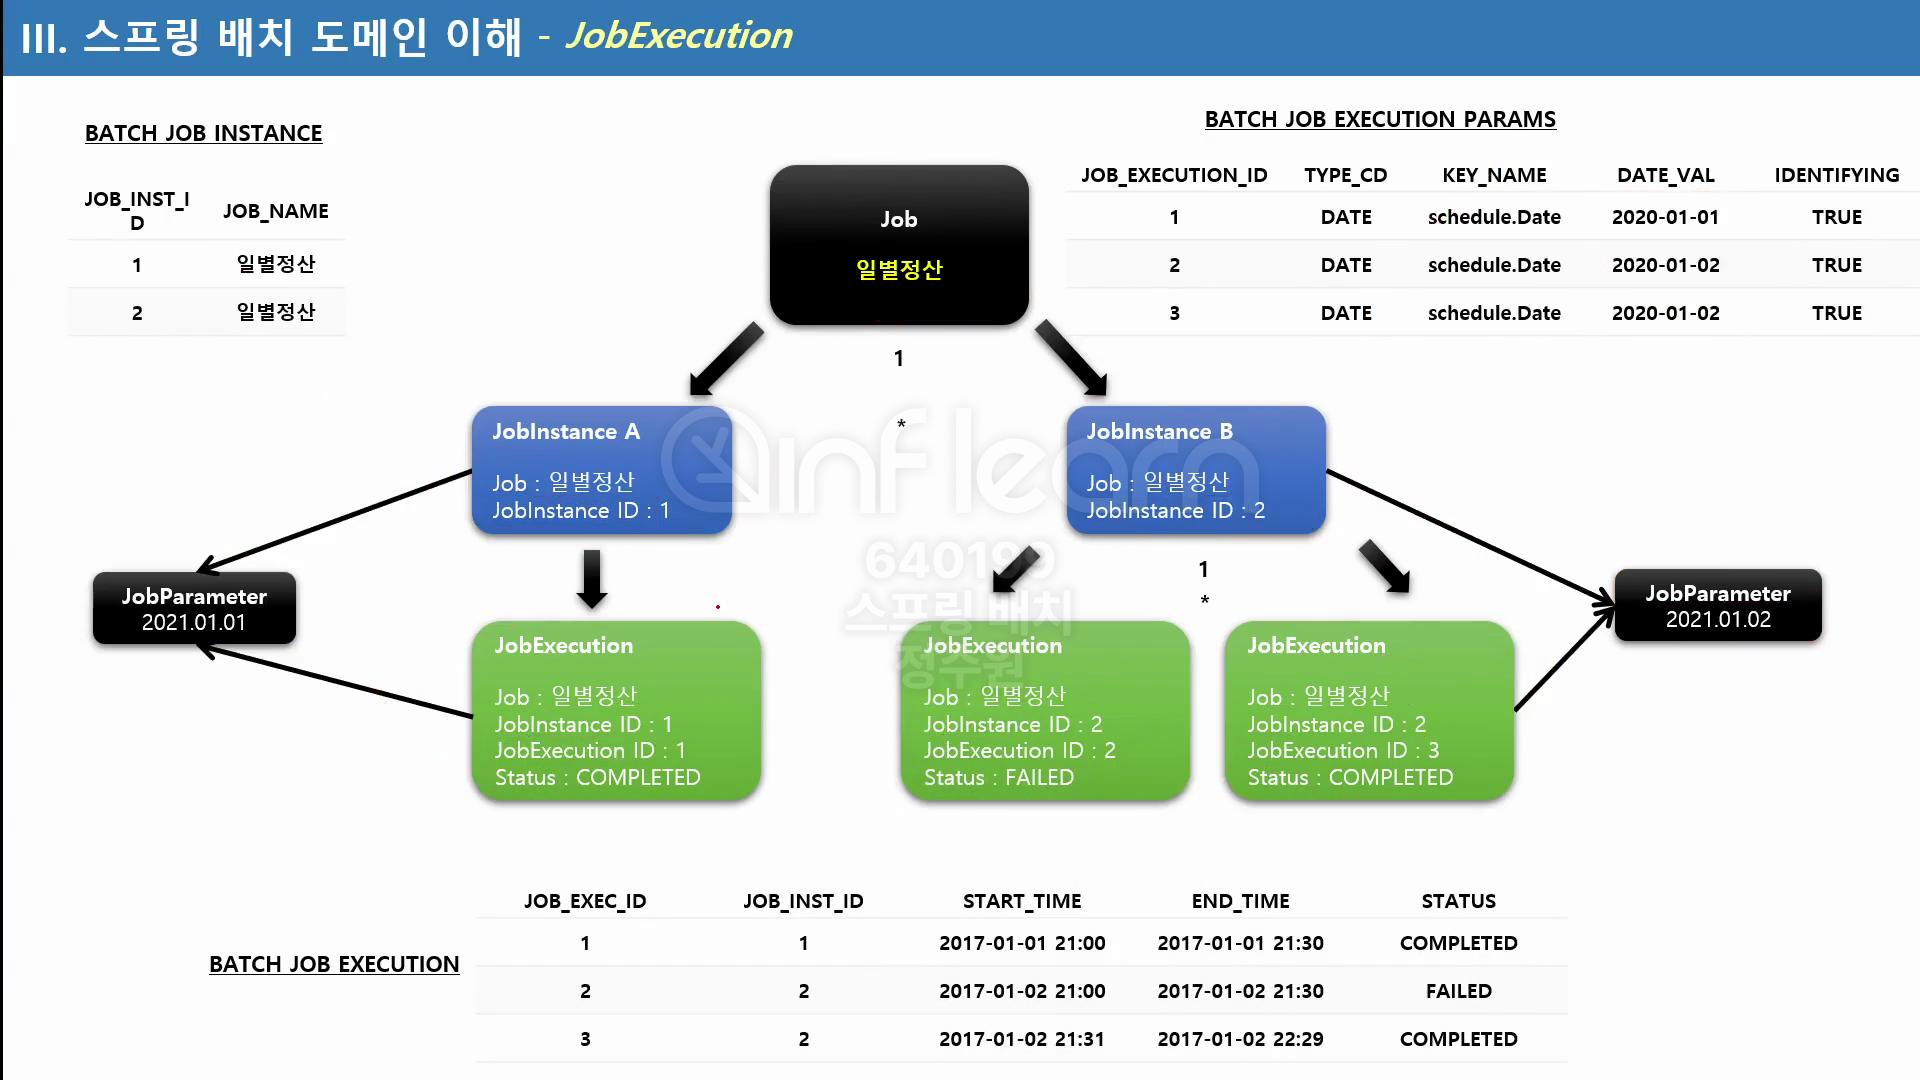 III. 스프링 배치 도메인 이해 - JobExecution
BATCH JOB INSTANCE
JOB_INST_I
D
JOB_NAME
1 일별정산
2 일별정산
BATCH JOB EXECUTION PARAMS
JOB_EXECUTION_ID TYPE_CD KEY_NAME DATE_VAL IDENTIFYING
1 DATE schedule.Date 2020-01-01 TRUE
2 DATE schedule.Date 2020-01-02 TRUE
3 DATE schedule.Date 2020-01-02 TRUE
Job
일별정산
1
*
JobInstance A
Job : 일별정산
JobInstance ID : 1
JobInstance B
Job : 일별정산
JobInstance ID : 2
inflearn
640199
스프링 배치
정수원
1
*
JobParameter
2021.01.01
JobParameter
2021.01.02
JobExecution
Job : 일별정산
JobInstance ID : 1
JobExecution ID : 1
Status : COMPLETED
JobExecution
Job : 일별정산
JobInstance ID : 2
JobExecution ID : 2
Status : FAILED
JobExecution
Job : 일별정산
JobInstance ID : 2
JobExecution ID : 3
Status : COMPLETED
BATCH JOB EXECUTION
JOB_EXEC_ID JOB_INST_ID START_TIME END_TIME STATUS
1 1 2017-01-01 21:00 2017-01-01 21:30 COMPLETED
2 2 2017-01-02 21:00 2017-01-02 21:30 FAILED
3 2 2017-01-02 21:31 2017-01-02 22:29 COMPLETED